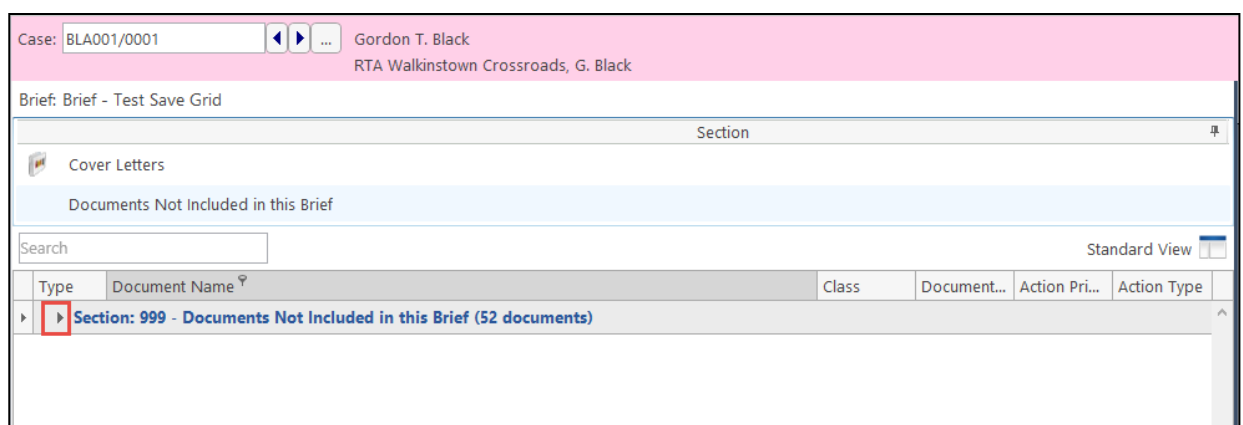 Case: BLA001/0001 ... Gordon T. Black
RTA Walkinstown Crossroads, G. Black
Brief: Brief - Test Save Grid
Section
Cover Letters
Documents Not Included in this Brief
Search Standard View
Type Document Name Class Document... Action Pri... Action Type
Section: 999 - Documents Not Included in this Brief (52 documents)